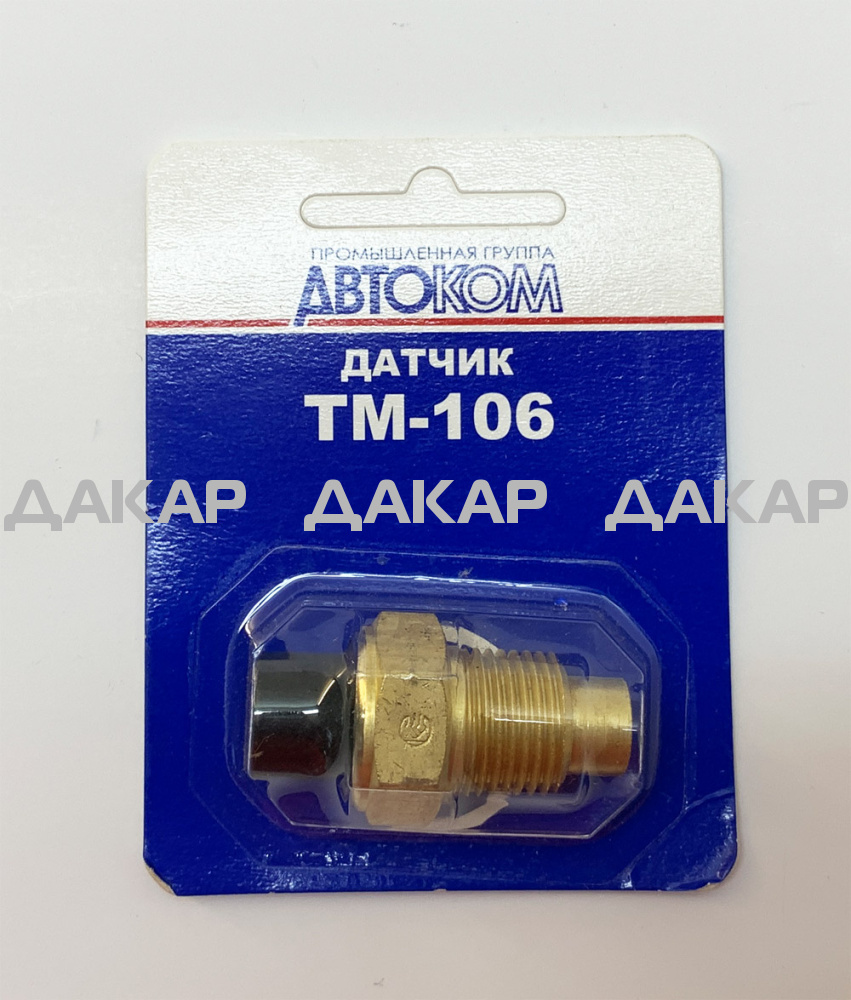 ПРОМЫШЛЕННАЯ ГРУППА
АВТОКОМ
ДАТЧИК
ТМ-106
ДАКАР ДАКАР ДАКАР